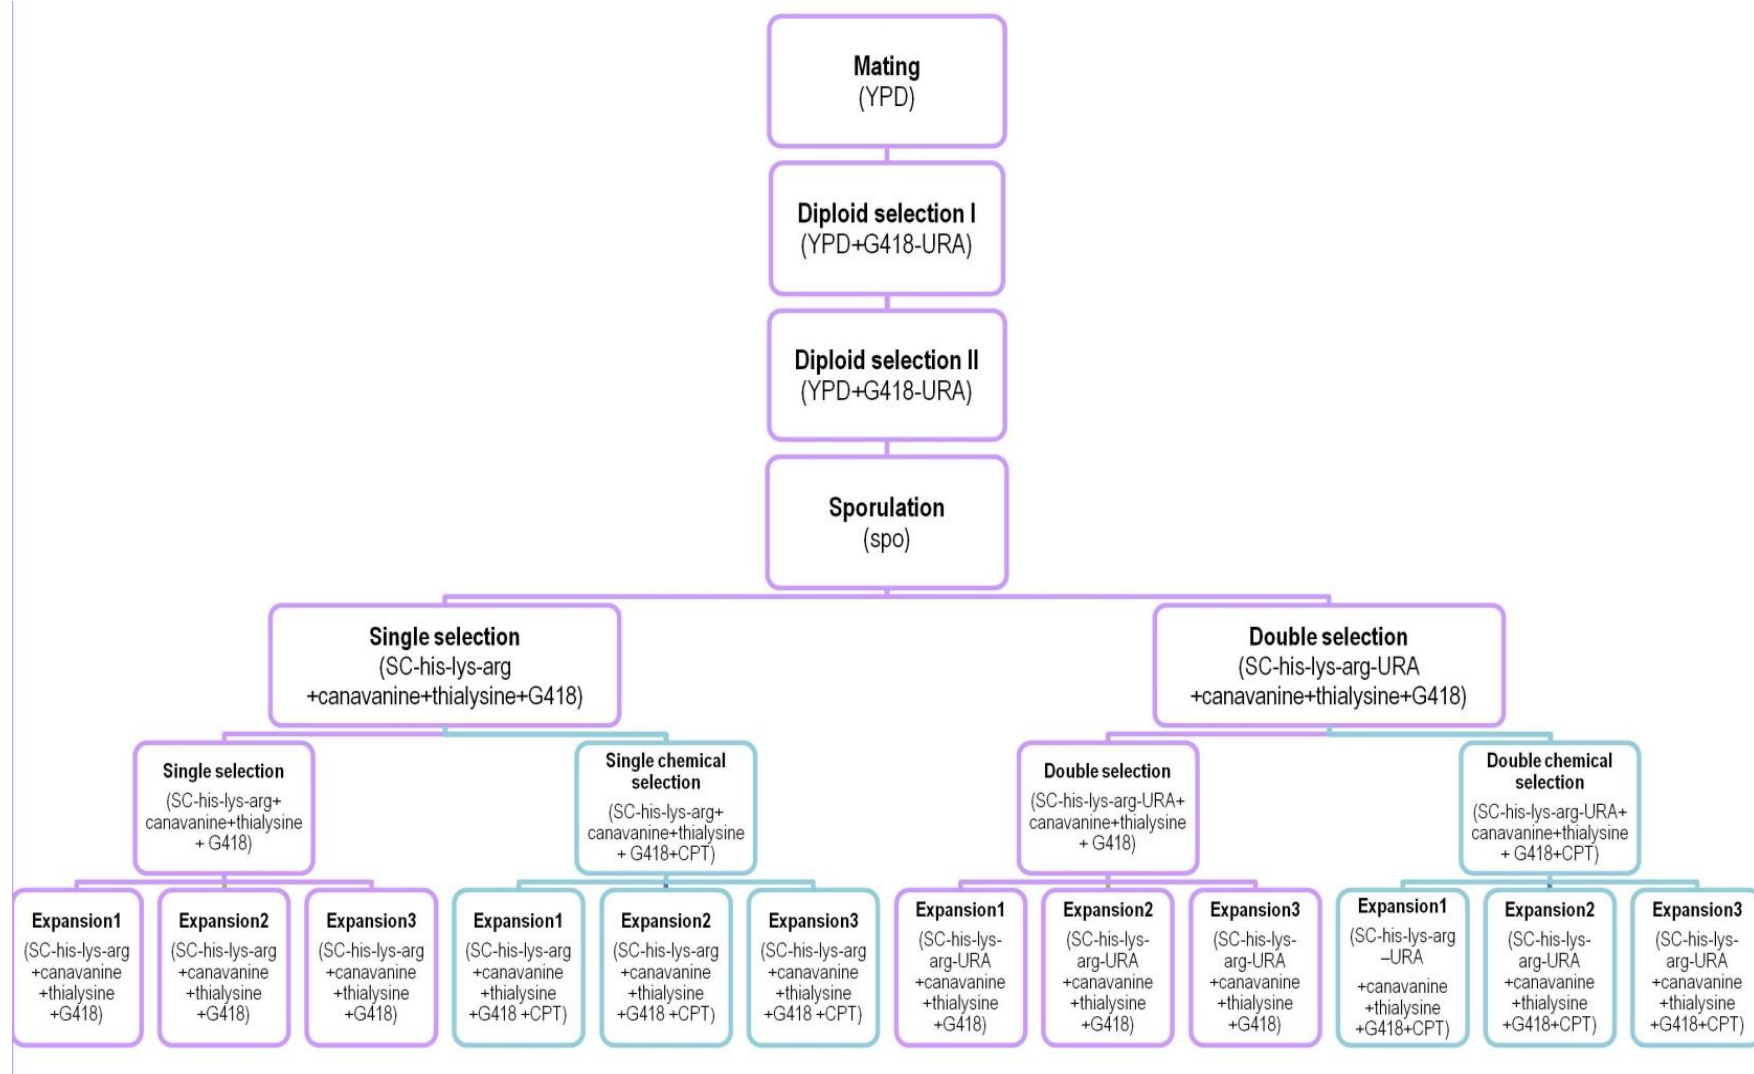 Mating
(YPD)
Diploid selection I
(YPD+G418-URA)
Diploid selection II
(YPD+G418-URA)
Sporulation
(spo)
Single selection
(SC-his-lys-arg
+canavanine+thialysine+G418)
Double selection
(SC-his-lys-arg-URA
+canavanine+thialysine+G418)
Single selection
(SC-his-lys-arg+
canavanine+thialysine
+ G418)
Single chemical
selection
(SC-his-lys-arg+
canavanine+thialysine
+ G418+CPT)
Double selection
(SC-his-lys-arg-URA+
canavanine+thialysine
+ G418)
Double chemical
selection
(SC-his-lys-arg-URA+
canavanine+thialysine
+ G418+CPT)
Expansion1
(SC-his-lys-arg
+canavanine
+thialysine
+G418)
Expansion2
(SC-his-lys-arg
+canavanine
+thialysine
+G418)
Expansion3
(SC-his-lys-arg
+canavanine
+thialysine
+G418)
Expansion1
(SC-his-lys-arg
+canavanine
+thialysine
+G418 +CPT)
Expansion2
(SC-his-lys-arg
+canavanine
+thialysine
+G418 +CPT)
Expansion3
(SC-his-lys-arg
+canavanine
+thialysine
+G418 +CPT)
Expansion1
(SC-his-lys-
arg-URA
+canavanine
+thialysine
+G418)
Expansion2
(SC-his-lys-
arg-URA
+canavanine
+thialysine
+G418)
Expansion3
(SC-his-lys-
arg-URA
+canavanine
+thialysine
+G418)
Expansion1
(SC-his-lys-arg
–URA
+canavanine
+thialysine
+G418+CPT)
Expansion2
(SC-his-lys-
arg-URA
+canavanine
+thialysine
+G418+CPT)
Expansion3
(SC-his-lys-
arg-URA
+canavanine
+thialysine
+G418+CPT)